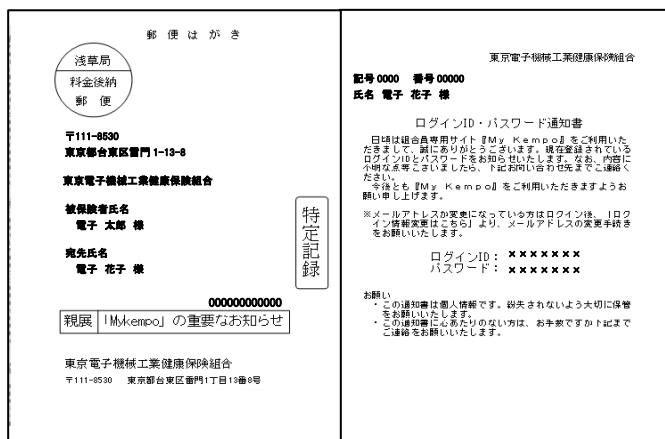 郵便はがき
浅草局
料金後納
郵便
〒111-8530
東京都台東区雷門1-13-8
東京電子機械工業健康保険組合
被保険者氏名
電子 太郎 様
宛先氏名
電子 花子 様
特定記録
000000000000
親展 「Mykempo」の重要なお知らせ
東京電子機械工業健康保険組合
〒111-8530 東京都台東区雷門1丁目13番8号
東京電子機械工業健康保険組合
記号0000 番号00000
氏名 電子 花子 様
ログインID・パスワード通知書
日頃は組合員専用サイト『My Kempo』をご利用いた
だきまして、誠にありがとうございます。現在登録されている
ログインIDとパスワードをお知らせいたします。なお、内容に
不明な点等ございましたら、下記お問い合わせ先までご連絡く
ださい。
今後とも『My Kempo』をご利用いただきますようお
願い申し上げます。
※メールアドレスが変更になっている方はログイン後、「ログ
イン情報変更はこちら」より、メールアドレスの変更手続き
をお願いいたします。
ログインID：×××××××
パスワード：×××××××
お願い
・この通知書は個人情報です。紛失されないよう大切に保管
をお願いいたします。
・この通知書に心あたりのない方は、お手数ですが下記まで
ご連絡をお願いいたします。